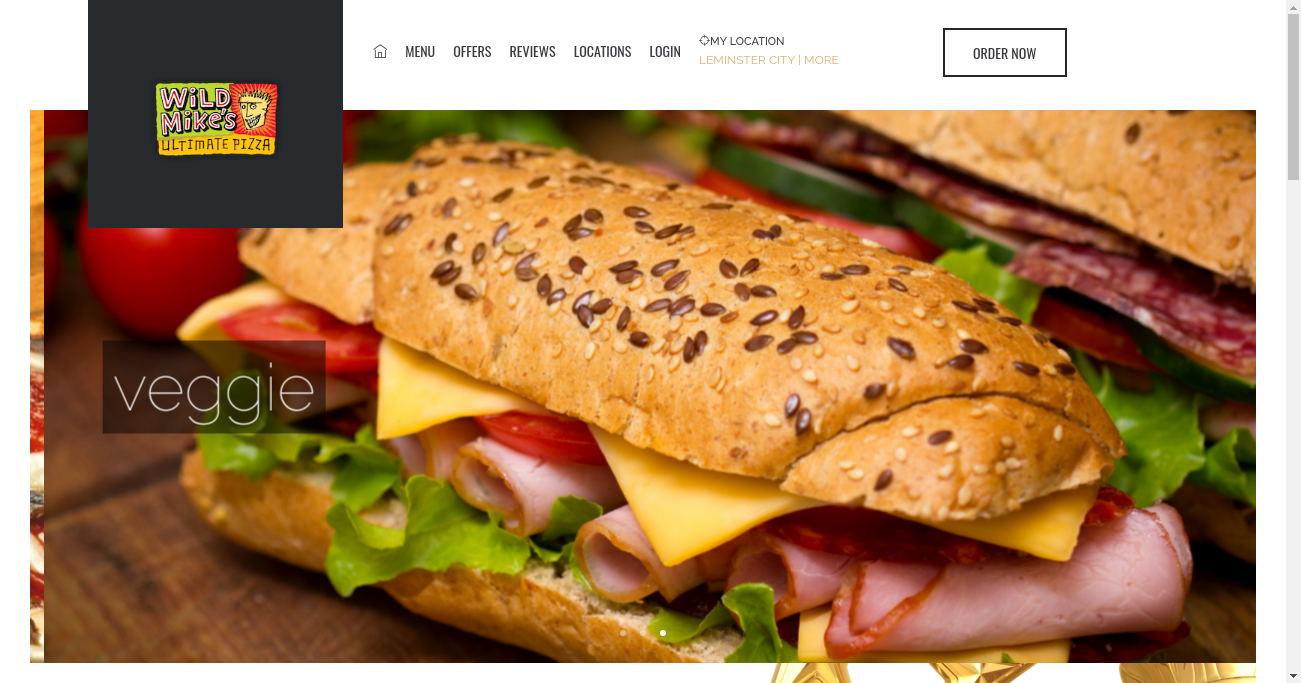 WiLD
MiKe's
ULTIMATE PIZZA
MENU
OFFERS
REVIEWS
LOCATIONS
LOGIN
MY LOCATION
LEMINSTER CITY | MORE
ORDER NOW
veggie